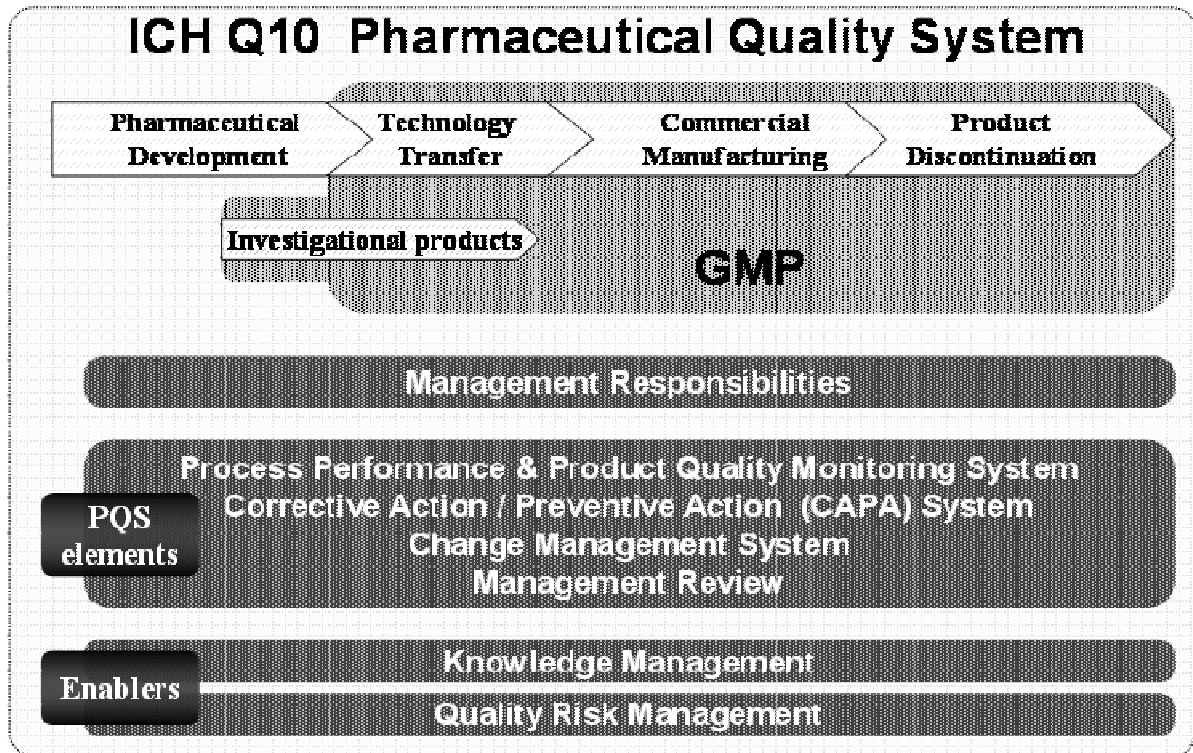 ICH Q10 Pharmaceutical Quality System
Pharmaceutical
Development
Technology
Transfer
Commercial
Manufacturing
Product
Discontinuation
Investigational products
GMP
Management Responsibilities
PQS
elements
Process Performance & Product Quality Monitoring System
Corrective Action / Preventive Action (CAPA) System
Change Management System
Management Review
Enablers
Knowledge Management
Quality Risk Management